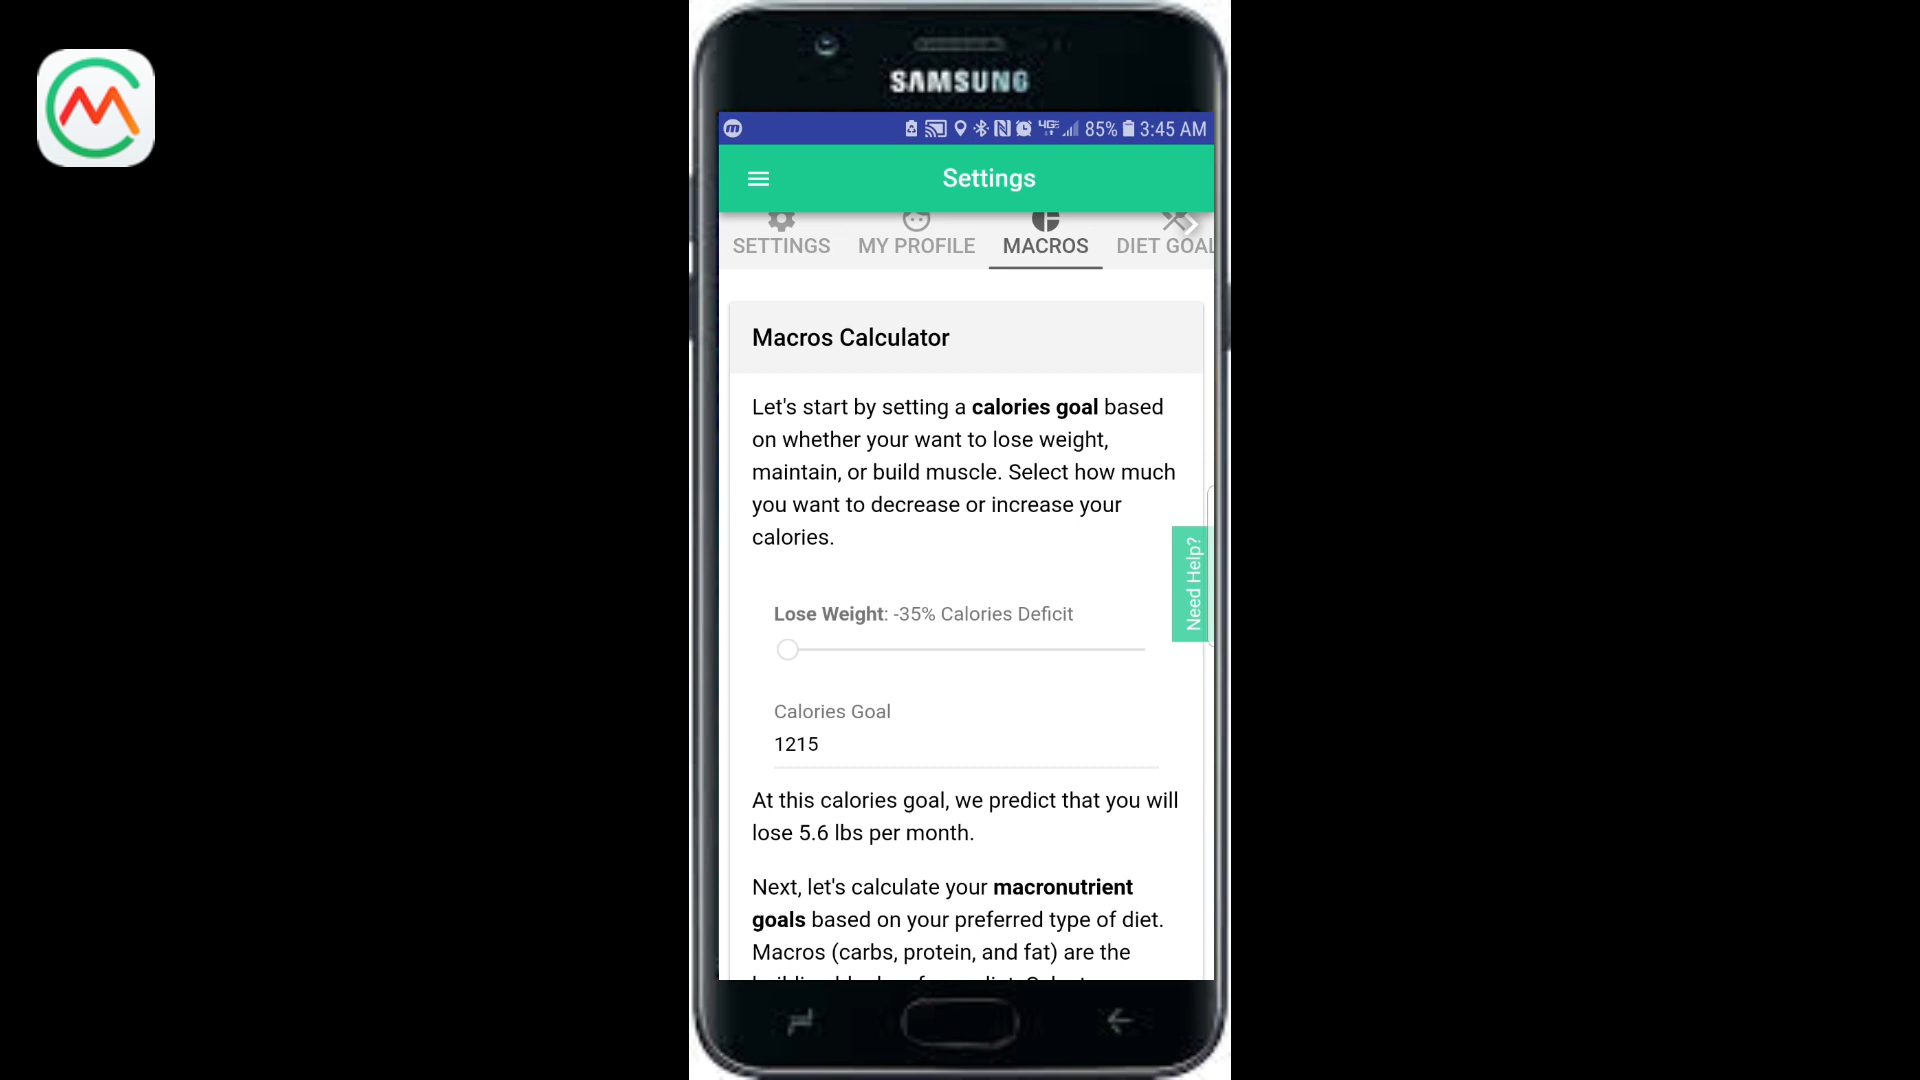 SAMSUNG
85% 3:45 AM
Settings
SETTINGS MY PROFILE MACROS DIET GOAL
Macros Calculator
Let's start by setting a calories goal based
on whether your want to lose weight,
maintain, or build muscle. Select how much
you want to decrease or increase your
calories.
Need Help?
Lose Weight: -35% Calories Deficit
Calories Goal
1215
At this calories goal, we predict that you will
lose 5.6 lbs per month.
Next, let's calculate your macronutrient
goals based on your preferred type of diet.
Macros (carbs, protein, and fat) are the